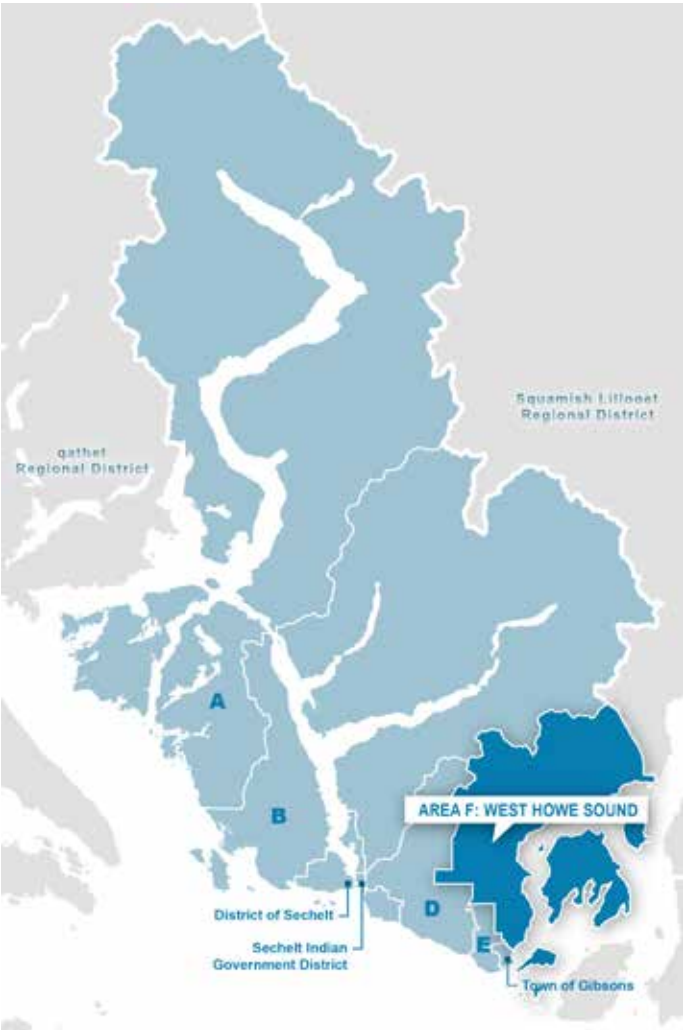 Squamish Lillooet
Regional District
qathet
Regional District
A
B
AREA F: WEST HOWE SOUND
D
District of Sechelt
E
Sechelt Indian
Government District
Town of Gibsons